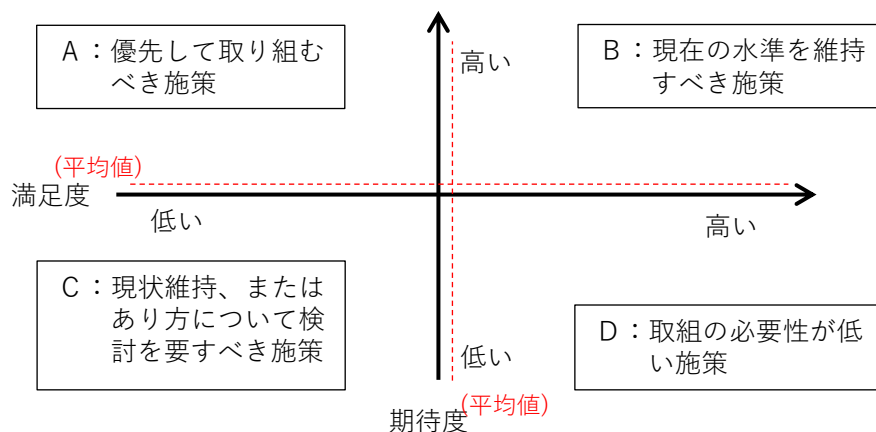 A：優先して取り組む
べき施策
高い
B：現在の水準を維持
すべき施策
(平均値)
満足度
低い
高い
C：現状維持、または
あり方について検
討を要すべき施策
低い
D：取組の必要性が低
い施策
(平均値)
期待度